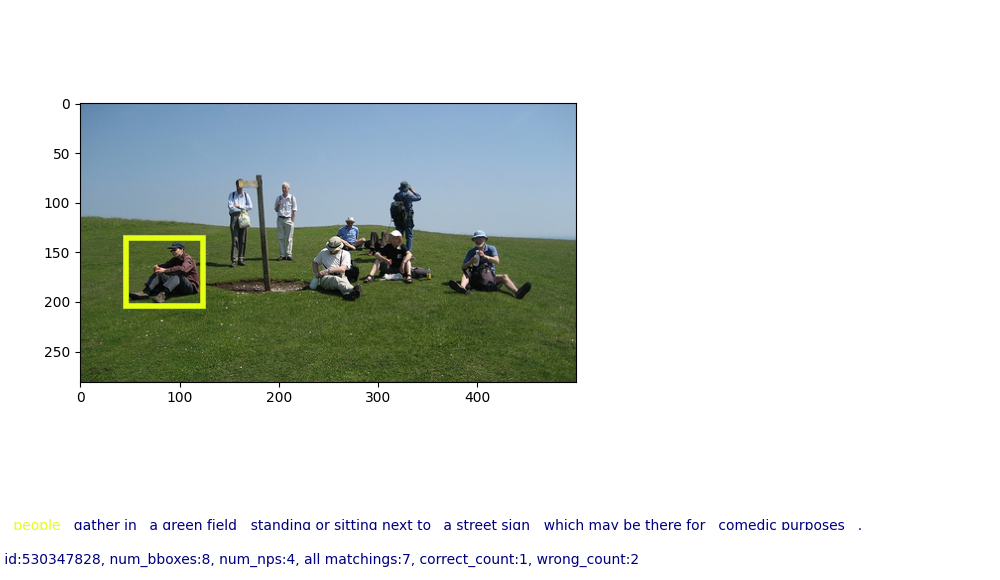 0
50
100
150
200
250
0 100 200 300 400
people gather in a green field standing or sitting next to a street sign which may be there for comedic purposes .
id:530347828, num_bboxes:8, num_nps:4, all matchings:7, correct_count:1, wrong_count:2